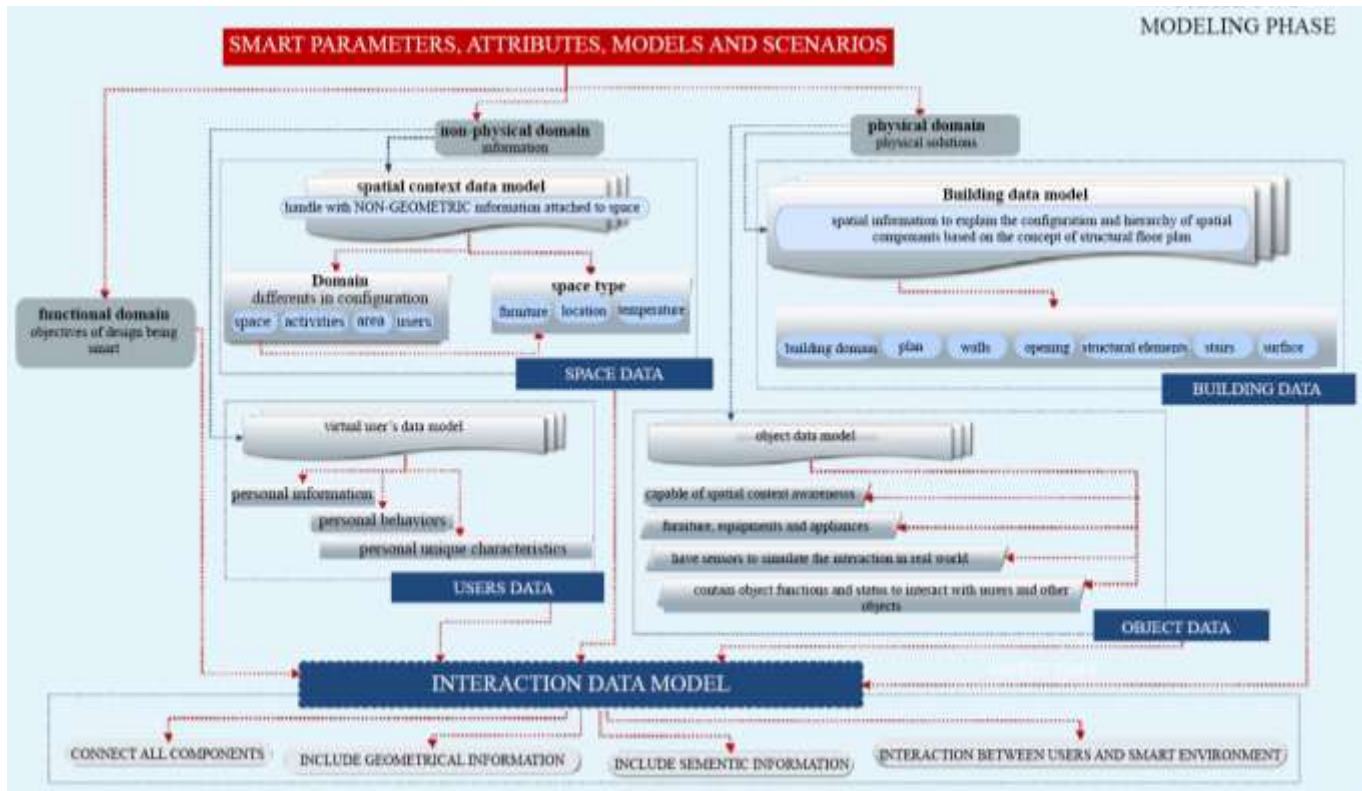 MODELING PHASE
SMART PARAMETERS, ATTRIBUTES, MODELS AND SCENARIOS
non-physical domain
information
physical domain
physical solutions
spatial context data model
handle with NON-GEOMETRIC information attached to space
Building data model
spatial information to explain the configuration and hierarchy of spatial
components based on the concept of structural floor plan
Domain
differents in configuration
space activities area users
space type
furniture location temperature
functional domain
objectives of design being
smart
building domain plan walls opening structural elements stairs surface
SPACE DATA
BUILDING DATA
virtual user's data model
object data model
personal information
personal behaviors
personal unique characteristics
capable of spatial context awareness
furniture, equipments and appliances
have sensors to simulate the interaction in real world
contain object functions and status to interact with users and other
objects
USERS DATA
OBJECT DATA
INTERACTION DATA MODEL
CONNECT ALL COMPONENTS
INCLUDE GEOMETRICAL INFORMATION
INCLUDE SEMENTIC INFORMATION
INTERACTION BETWEEN USERS AND SMART ENVIRONMENT